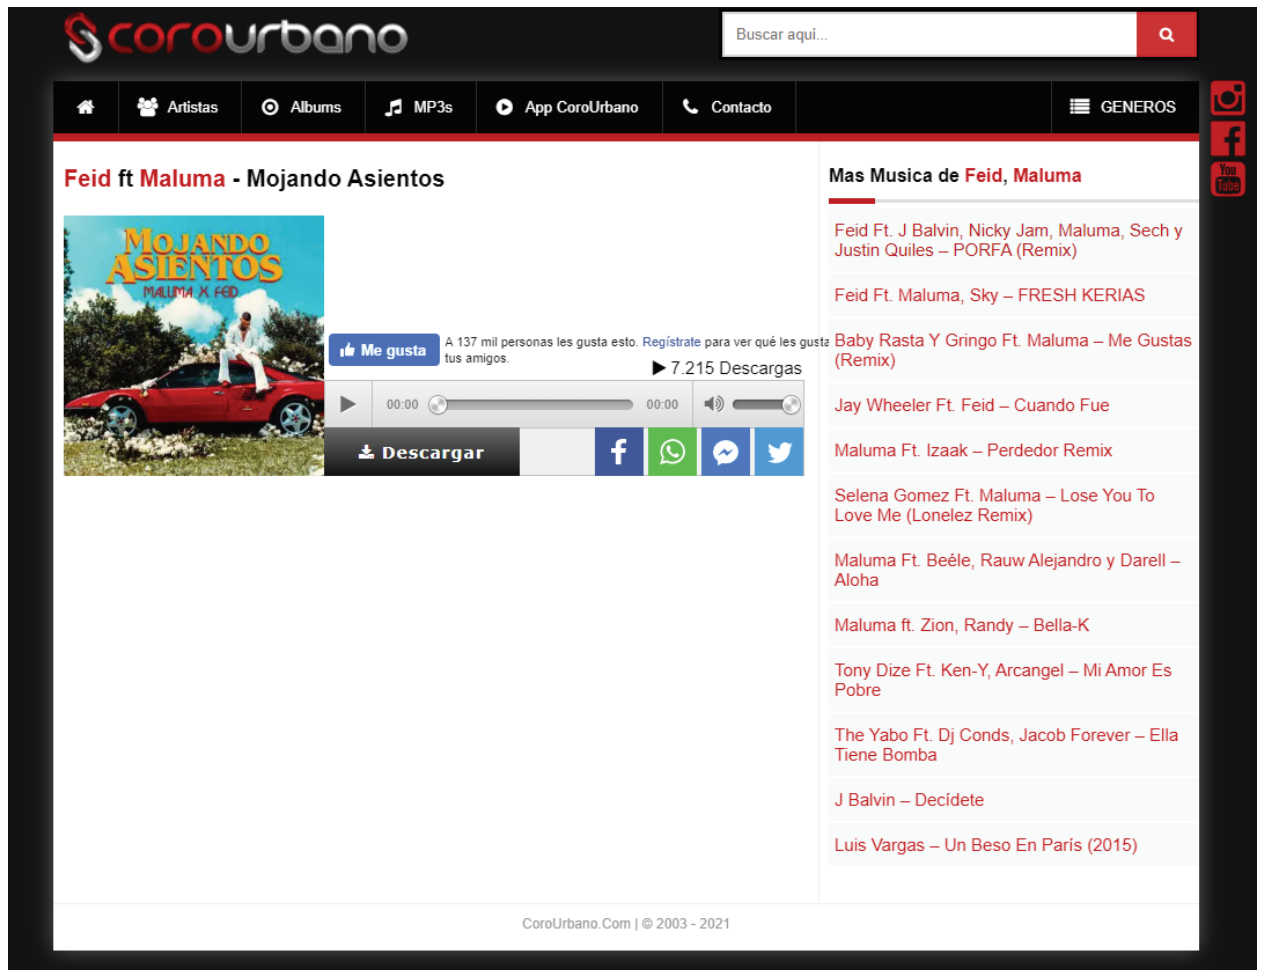 corourbano
Buscar aqui...
Artistas
Albums
MP3s
App CoroUrbano
Contacto
GENEROS
You
Tube
Feid ft Maluma - Mojando Asientos
MOJANDO
ASIENTOS
MALUMA X FEID
Me gusta
A 137 mil personas les gusta esto. Regístrate para ver qué les gusta
tus amigos.
7.215 Descargas
00:00
00:00
Descargar
Mas Musica de Feid, Maluma
Feid Ft. J Balvin, Nicky Jam, Maluma, Sech y
Justin Quiles – PORFA (Remix)
Feid Ft. Maluma, Sky – FRESH KERIAS
Baby Rasta Y Gringo Ft. Maluma – Me Gustas
(Remix)
Jay Wheeler Ft. Feid – Cuando Fue
Maluma Ft. Izaak – Perdedor Remix
Selena Gomez Ft. Maluma – Lose You To
Love Me (Lonelez Remix)
Maluma Ft. Beéle, Rauw Alejandro y Darell –
Aloha
Maluma ft. Zion, Randy – Bella-K
Tony Dize Ft. Ken-Y, Arcangel – Mi Amor Es
Pobre
The Yabo Ft. Dj Conds, Jacob Forever – Ella
Tiene Bomba
J Balvin – Decídete
Luis Vargas – Un Beso En París (2015)
CoroUrbano.Com | © 2003 - 2021